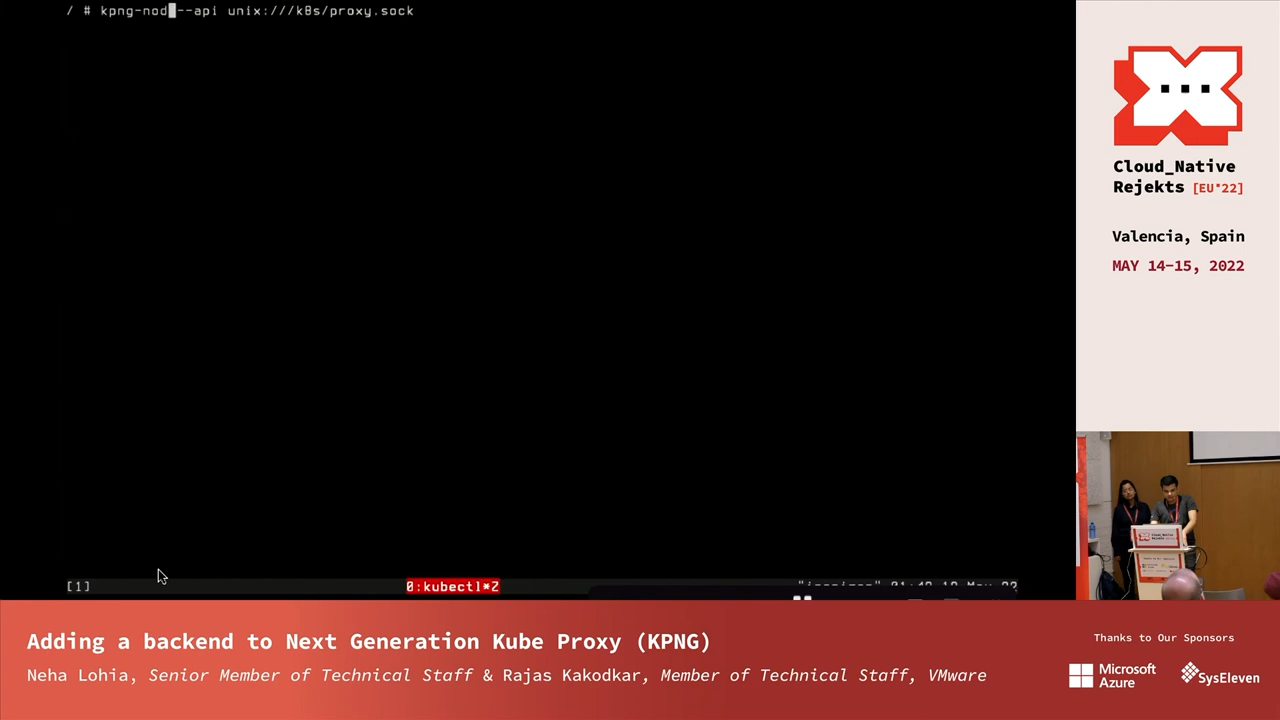 / # kpng-nod --api unix:///k8s/proxy.sock
Cloud_Native
Rejekts [EU'22]
Valencia, Spain
MAY 14-15, 2022
[1]
0:kubectl*Z
Adding a backend to Next Generation Kube Proxy (KPNG)
Neha Lohia, Senior Member of Technical Staff & Rajas Kakodkar, Member of Technical Staff, VMware
Thanks to Our Sponsors
Microsoft
Azure
SysEleven